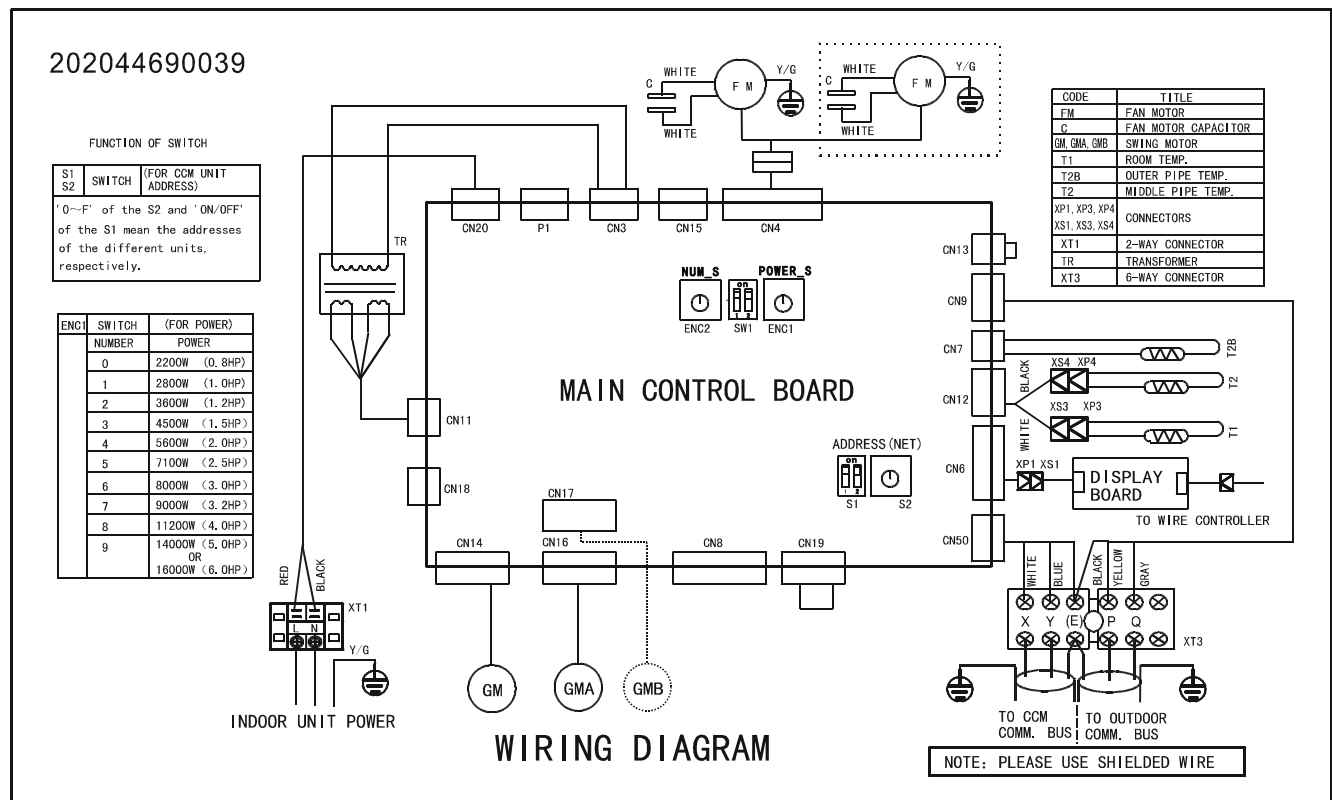 202044690039
FUNCTION OF SWITCH
S1 S2 SWITCH (FOR CCM UNIT ADDRESS)
'0~F' of the S2 and 'ON/OFF'
of the S1 mean the addresses
of the different units,
respectively.
ENC1 SWITCH (FOR POWER)
NUMBER POWER
0 2200W (0.8HP)
1 2800W (1.0HP)
2 3600W (1.2HP)
3 4500W (1.5HP)
4 5600W (2.0HP)
5 7100W (2.5HP)
6 8000W (3.0HP)
7 9000W (3.2HP)
8 11200W (4.0HP)
9 14000W (5.0HP)
OR
16000W (6.0HP)
WHITE
C
FM
Y/G
WHITE
WHITE
C
FM
Y/G
WHITE
CODE TITLE
FM FAN MOTOR
C FAN MOTOR CAPACITOR
GM, GMA, GMB SWING MOTOR
T1 ROOM TEMP.
T2B OUTER PIPE TEMP.
T2 MIDDLE PIPE TEMP.
XP1, XP3, XP4
XS1, XS3, XS4
CONNECTORS
XT1 2-WAY CONNECTOR
TR TRANSFORMER
XT3 6-WAY CONNECTOR
CN20
P1
CN3
CN15
CN4
TR
CN13
NUM_S
POWER_S
on
1 2
ENC2
SW1
ENC1
CN9
CN7
T2B
MAIN CONTROL BOARD
CN12
BLACK
XS4 XP4
T2
WHITE
XS3 XP3
T1
CN11
CN18
ADDRESS(NET)
on
1 2
S1
S2
CN6
XP1 XS1
DISPLAY
BOARD
TO WIRE CONTROLLER
CN17
CN50
CN14
CN16
CN8
CN19
RED
BLACK
XT1
L N
Y/G
INDOOR UNIT POWER
GM
GMA
GMB
WHITE
BLUE
BLACK
YELLOW
GRAY
X Y (E) P Q
XT3
TO CCM
COMM. BUS
TO OUTDOOR
COMM. BUS
WIRING DIAGRAM
NOTE: PLEASE USE SHIELDED WIRE